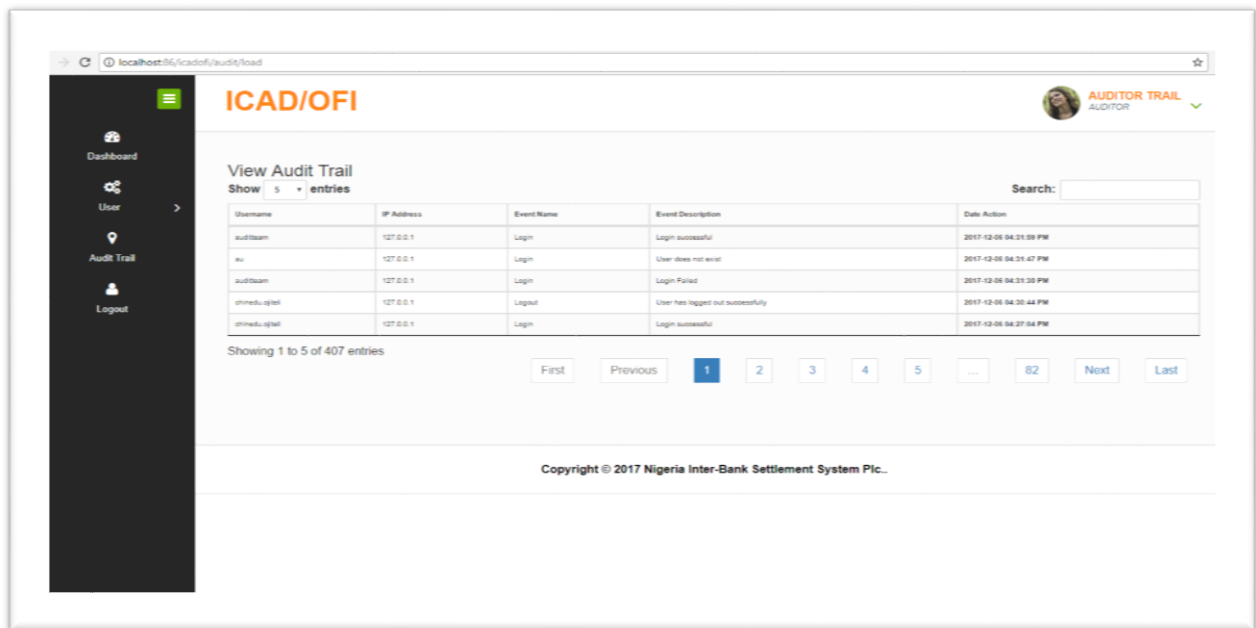 localhost:86/icadofi/audit/load
ICAD/OFI
AUDITOR TRAIL
AUDITOR
Dashboard
User
Audit Trail
Logout
View Audit Trail
Show 5 entries
Search:
Username IP Address Event Name Event Description Date Action
auditteam 127.0.0.1 Login Login successful 2017-12-06 04:31:59 PM
au 127.0.0.1 Login User does not exist 2017-12-06 04:31:47 PM
auditteam 127.0.0.1 Login Login Failed 2017-12-06 04:31:30 PM
chinedu.ojiteli 127.0.0.1 Logout User has logged out successfully 2017-12-06 04:30:44 PM
chinedu.ojiteli 127.0.0.1 Login Login successful 2017-12-06 04:27:04 PM
Showing 1 to 5 of 407 entries
First Previous 1 2 3 4 5 ... 82 Next Last
Copyright © 2017 Nigeria Inter-Bank Settlement System Plc..